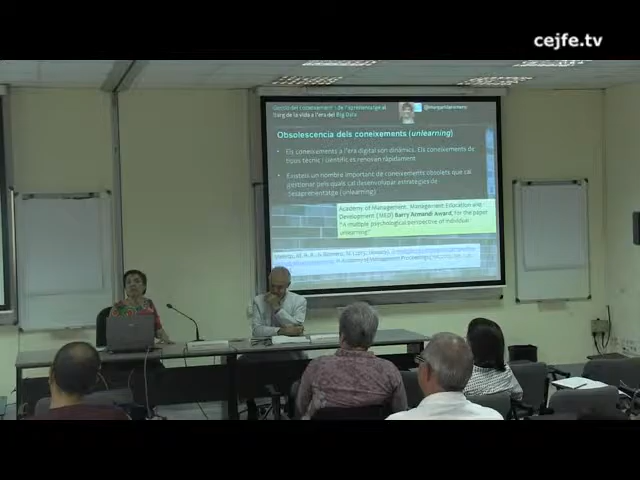 cejfe.tv
Gestió del coneixement i de l'aprenentatge al
llarg de la vida a l'era del Big Data
Obsolescencia dels coneixements (unlearning)
• Els coneixements a l'era digital son dinàmics. Els coneixements de
tipus tècnic i científic es renoven ràpidament
• Existeix un nombre important de coneixements obsolets que cal
gestionar pels quals cal desenvolupar estratègies de
desaprenentatge (unlearning)
Academy of Management, Management Education and
Development (MED) Barry Armandi Award, for the paper
"A multiple psychological perspective of individual
unlearning"